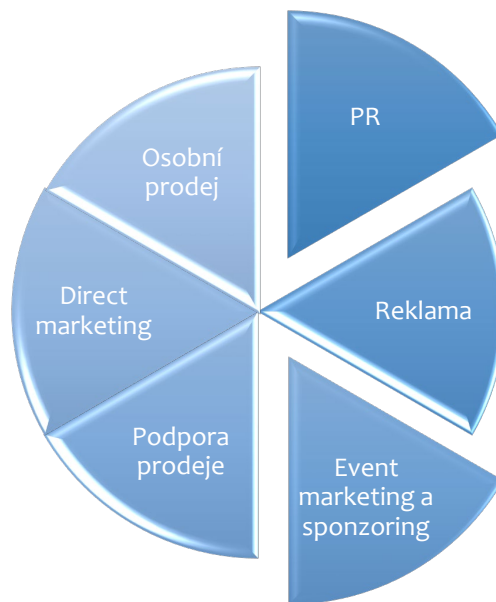 PR
Reklama
Event
marketing a
sponzoring
Podpora
prodeje
Direct
marketing
Osobní
prodej